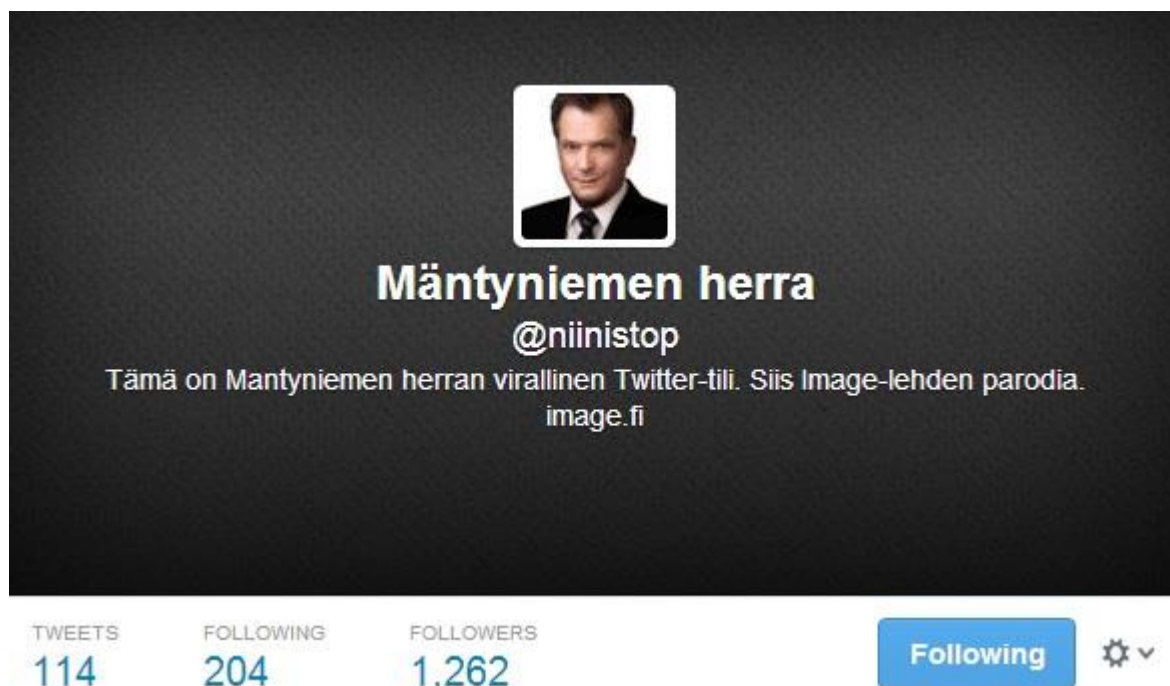 Mäntyniemen herra
@niinistop
Tämä on Mantyniemen herran virallinen Twitter-tili. Siis Image-lehden parodia.
image.fi
TWEETS FOLLOWING FOLLOWERS
114 204 1,262
Following